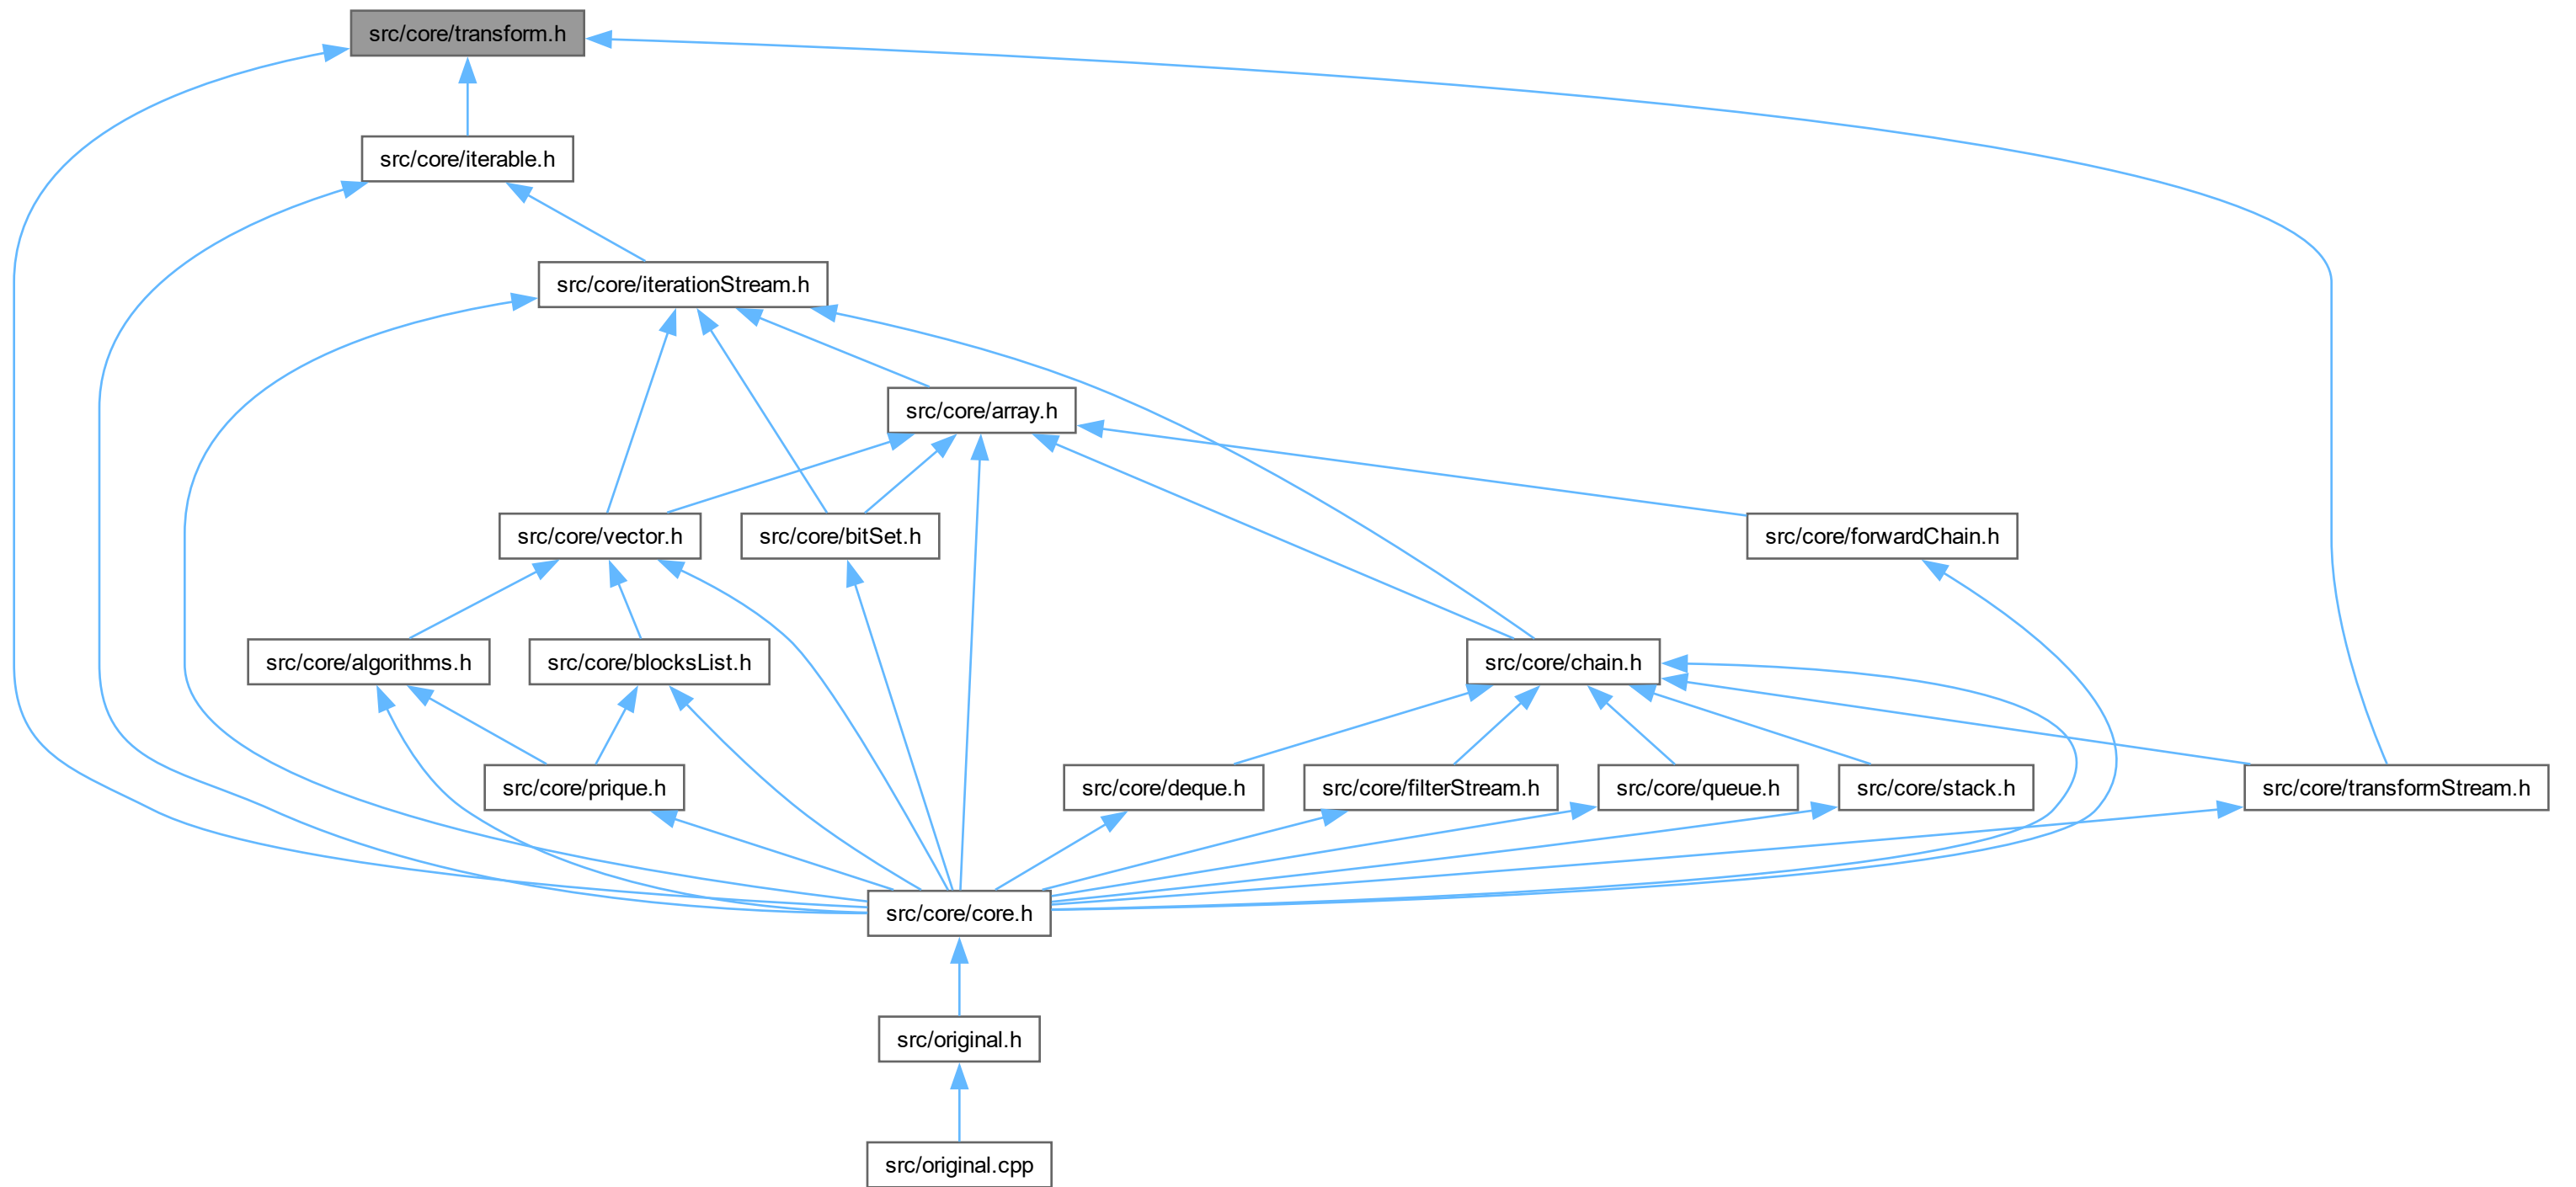 src/core/transform.h
src/core/iterable.h
src/core/iterationStream.h
src/core/array.h
src/core/vector.h
src/core/bitSet.h
src/core/forwardChain.h
src/core/algorithms.h
src/core/blocksList.h
src/core/chain.h
src/core/prique.h
src/core/deque.h
src/core/filterStream.h
src/core/queue.h
src/core/stack.h
src/core/transformStream.h
src/core/core.h
src/original.h
src/original.cpp